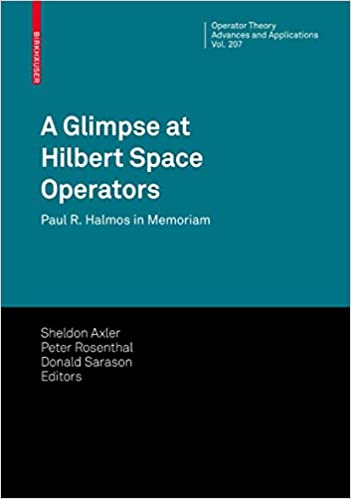 BIRKHAUSER
Operator Theory
Advances and Applications
Vol. 207
A Glimpse at
Hilbert Space
Operators
Paul R. Halmos in Memoriam
Sheldon Axler
Peter Rosenthal
Donald Sarason
Editors